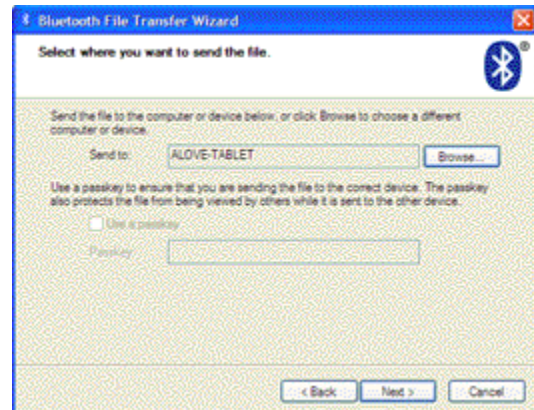 Bluetooth File Transfer Wizard
Select where you want to send the file.
®
Send the file to the computer or device below, or click Browse to choose a different
computer or device.
Send to:
ALOVE-TABLET
Browse...
Use a passkey to ensure that you are sending the file to the correct device. The passkey
also protects the file from being viewed by others while it is sent to the other device.
Use a passkey
Passkey:
< Back
Next >
Cancel